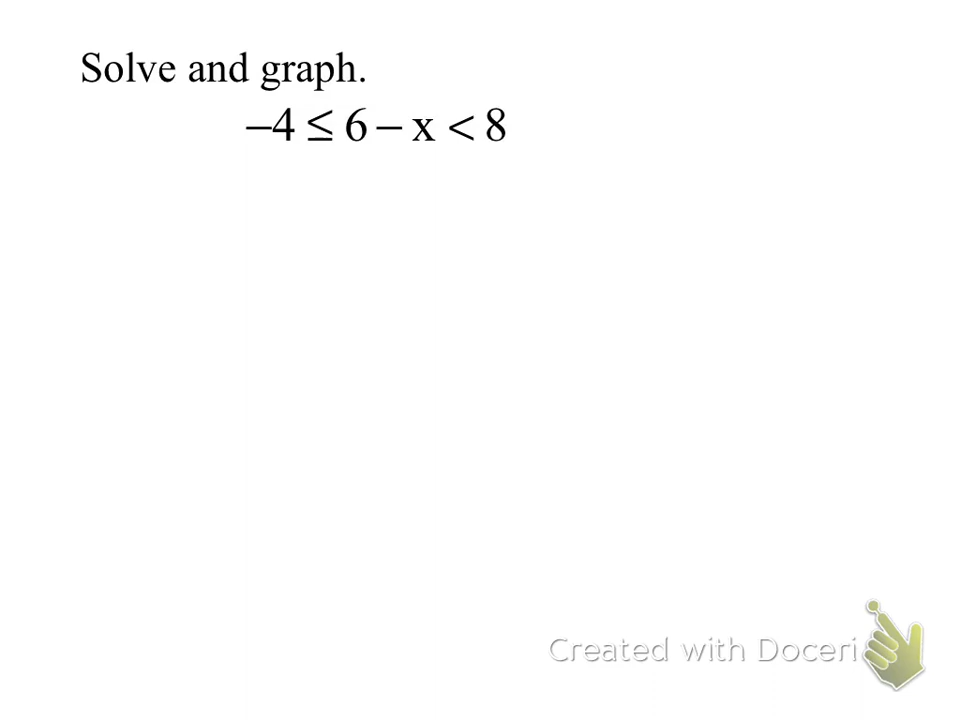 Solve and graph.
−4 ≤ 6 − x < 8
Created with Doceri